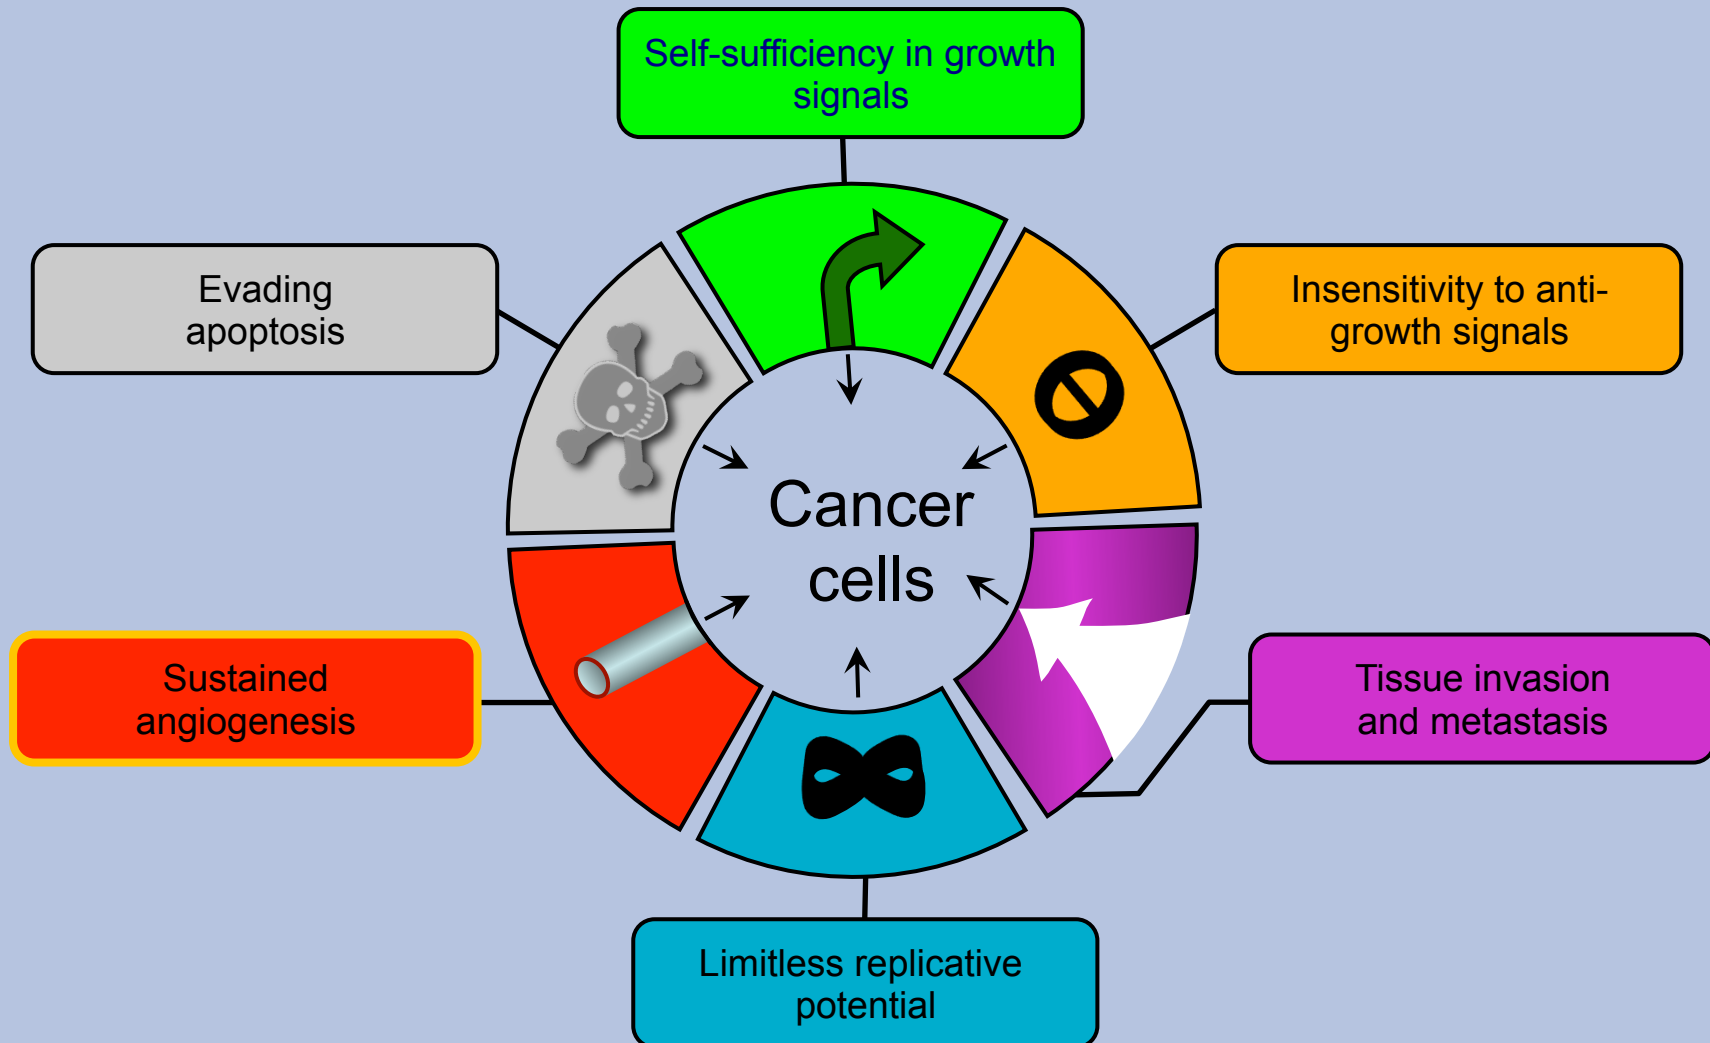 Self-sufficiency in growth
signals
Evading
apoptosis
Insensitivity to anti-
growth signals
Cancer
cells
Sustained
angiogenesis
Tissue invasion
and metastasis
Limitless replicative
potential